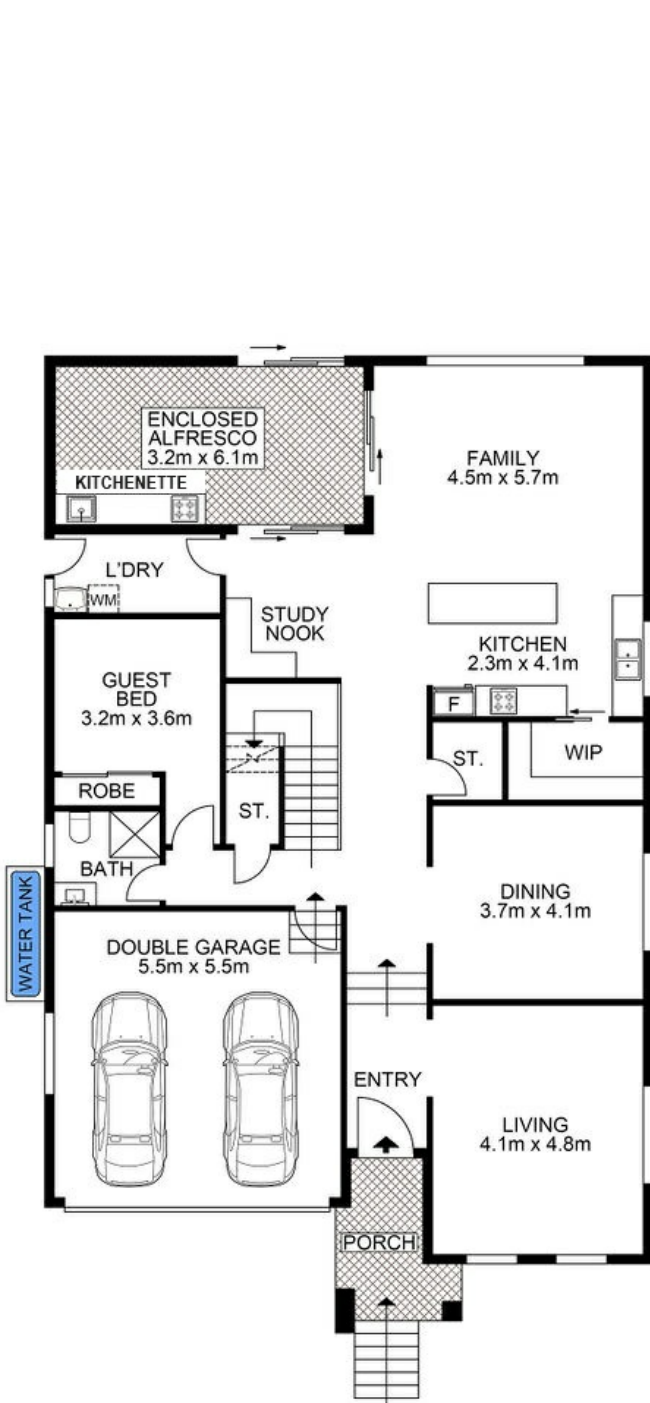 ENCLOSED
ALFRESCO
3.2m x 6.1m
KITCHENETTE
FAMILY
4.5m x 5.7m
L'DRY
WM
STUDY
NOOK
KITCHEN
2.3m x 4.1m
GUEST
BED
3.2m x 3.6m
F
ST.
WIP
ROBE
ST.
BATH
DINING
3.7m x 4.1m
WATER TANK
DOUBLE GARAGE
5.5m x 5.5m
ENTRY
LIVING
4.1m x 4.8m
PORCH